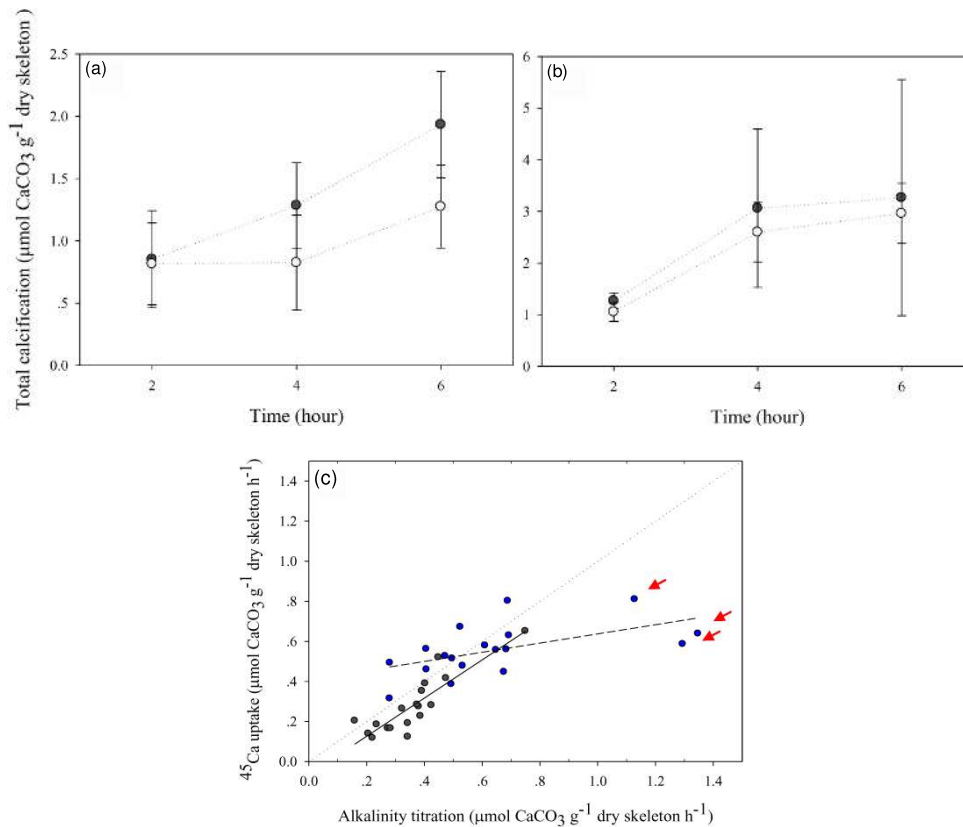 Total calcification (μmol CaCO3 g-1 dry skeleton )
(a)
2.5
2.0
1.5
1.0
.5
0.0
2 4 6
Time (hour)
(b)
6
5
4
3
2
1
0
2 4 6
Time (hour)
45Ca uptake (μmol CaCO3 g-1 dry skeleton h-1)
(c)
1.4
1.2
1.0
.8
.6
.4
.2
0.0
0.0 .2 .4 .6 .8 1.0 1.2 1.4
Alkalinity titration (μmol CaCO3 g-1 dry skeleton h-1)